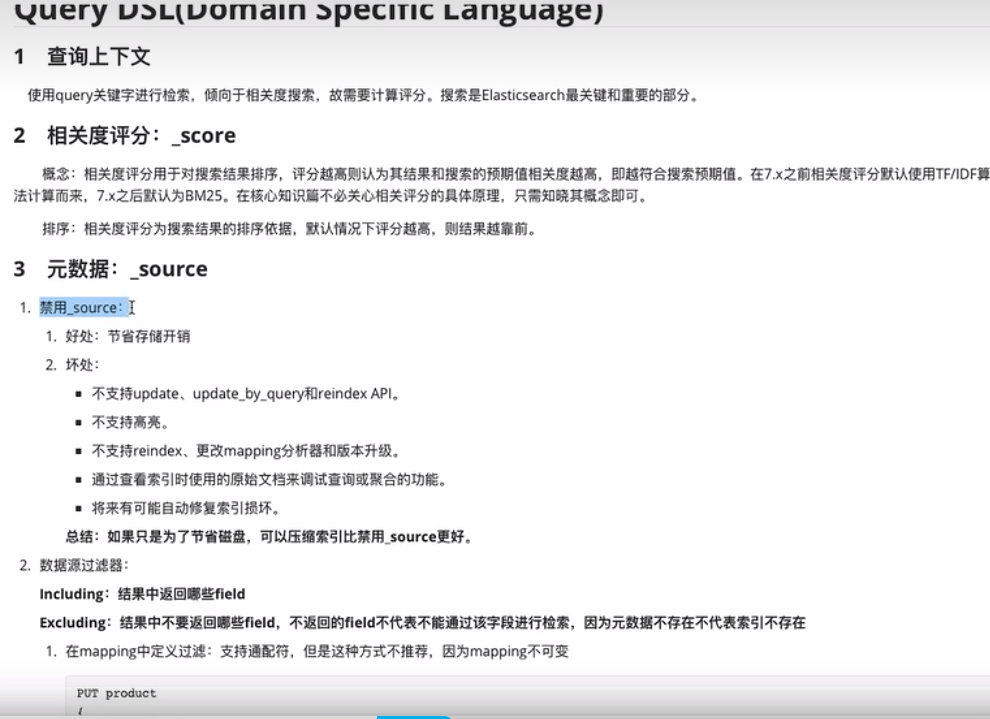 Query DSL(Domain Specific Language)
1 查询上下文
使用query关键字进行检索，倾向于相关度搜索，故需要计算评分。搜索是Elasticsearch最关键和重要的部分。
2 相关度评分：_score
概念：相关度评分用于对搜索结果排序，评分越高则认为其结果和搜索的预期值相关度越高，即越符合搜索预期值。在7.x之前相关度评分默认使用TF/IDF算
法计算而来，7.x之后默认为BM25。在核心知识篇不必关心相关评分的具体原理，只需知晓其概念即可。
排序：相关度评分为搜索结果的排序依据，默认情况下评分越高，则结果越靠前。
3 元数据：_source
1. 禁用_source：
1. 好处：节省存储开销
2. 坏处：
▪ 不支持update、update_by_query和reindex API。
▪ 不支持高亮。
▪ 不支持reindex、更改mapping分析器和版本升级。
▪ 通过查看索引时使用的原始文档来调试查询或聚合的功能。
▪ 将来有可能自动修复索引损坏。
总结：如果只是为了节省磁盘，可以压缩索引比禁用_source更好。
2. 数据源过滤器：
Including：结果中返回哪些field
Excluding：结果中不要返回哪些field，不返回的field不代表不能通过该字段进行检索，因为元数据不存在不代表索引不存在
1. 在mapping中定义过滤：支持通配符，但是这种方式不推荐，因为mapping不可变
PUT product
{